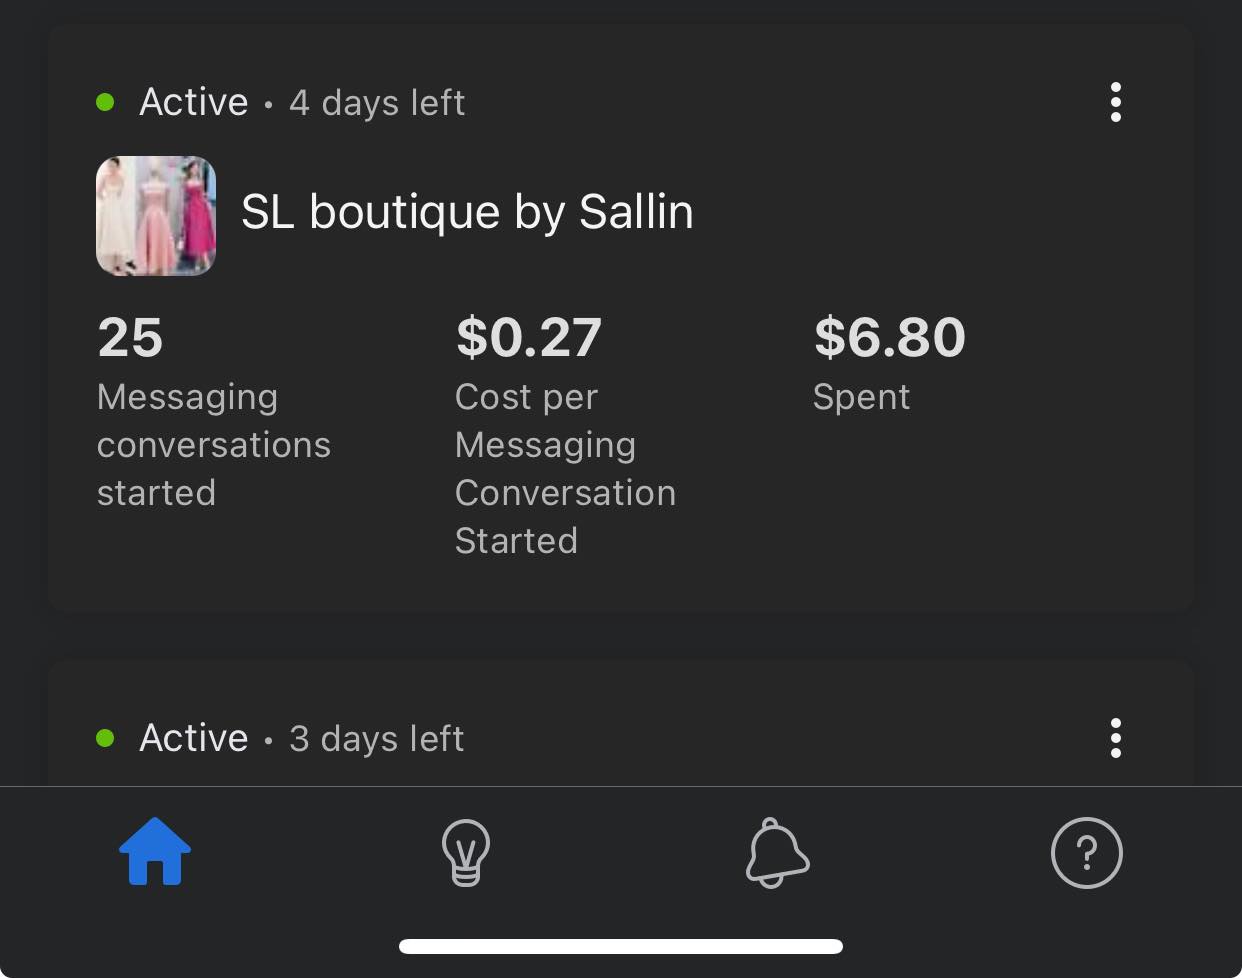 Active • 4 days left
SL boutique by Sallin
25
Messaging
conversations
started
$0.27
Cost per
Messaging
Conversation
Started
$6.80
Spent
Active • 3 days left
?